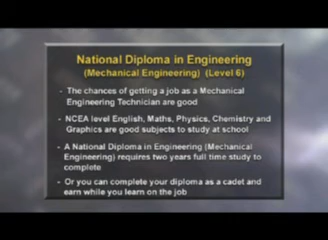 National Diploma in Engineering
(Mechanical Engineering) (Level 6)
- The chances of getting a job as a Mechanical
Engineering Technician are good
- NCEA level English, Maths, Physics, Chemistry and
Graphics are good subjects to study at school
- A National Diploma in Engineering (Mechanical
Engineering) requires two years full time study to
complete
- Or you can complete your diploma as a cadet and
earn while you learn on the job